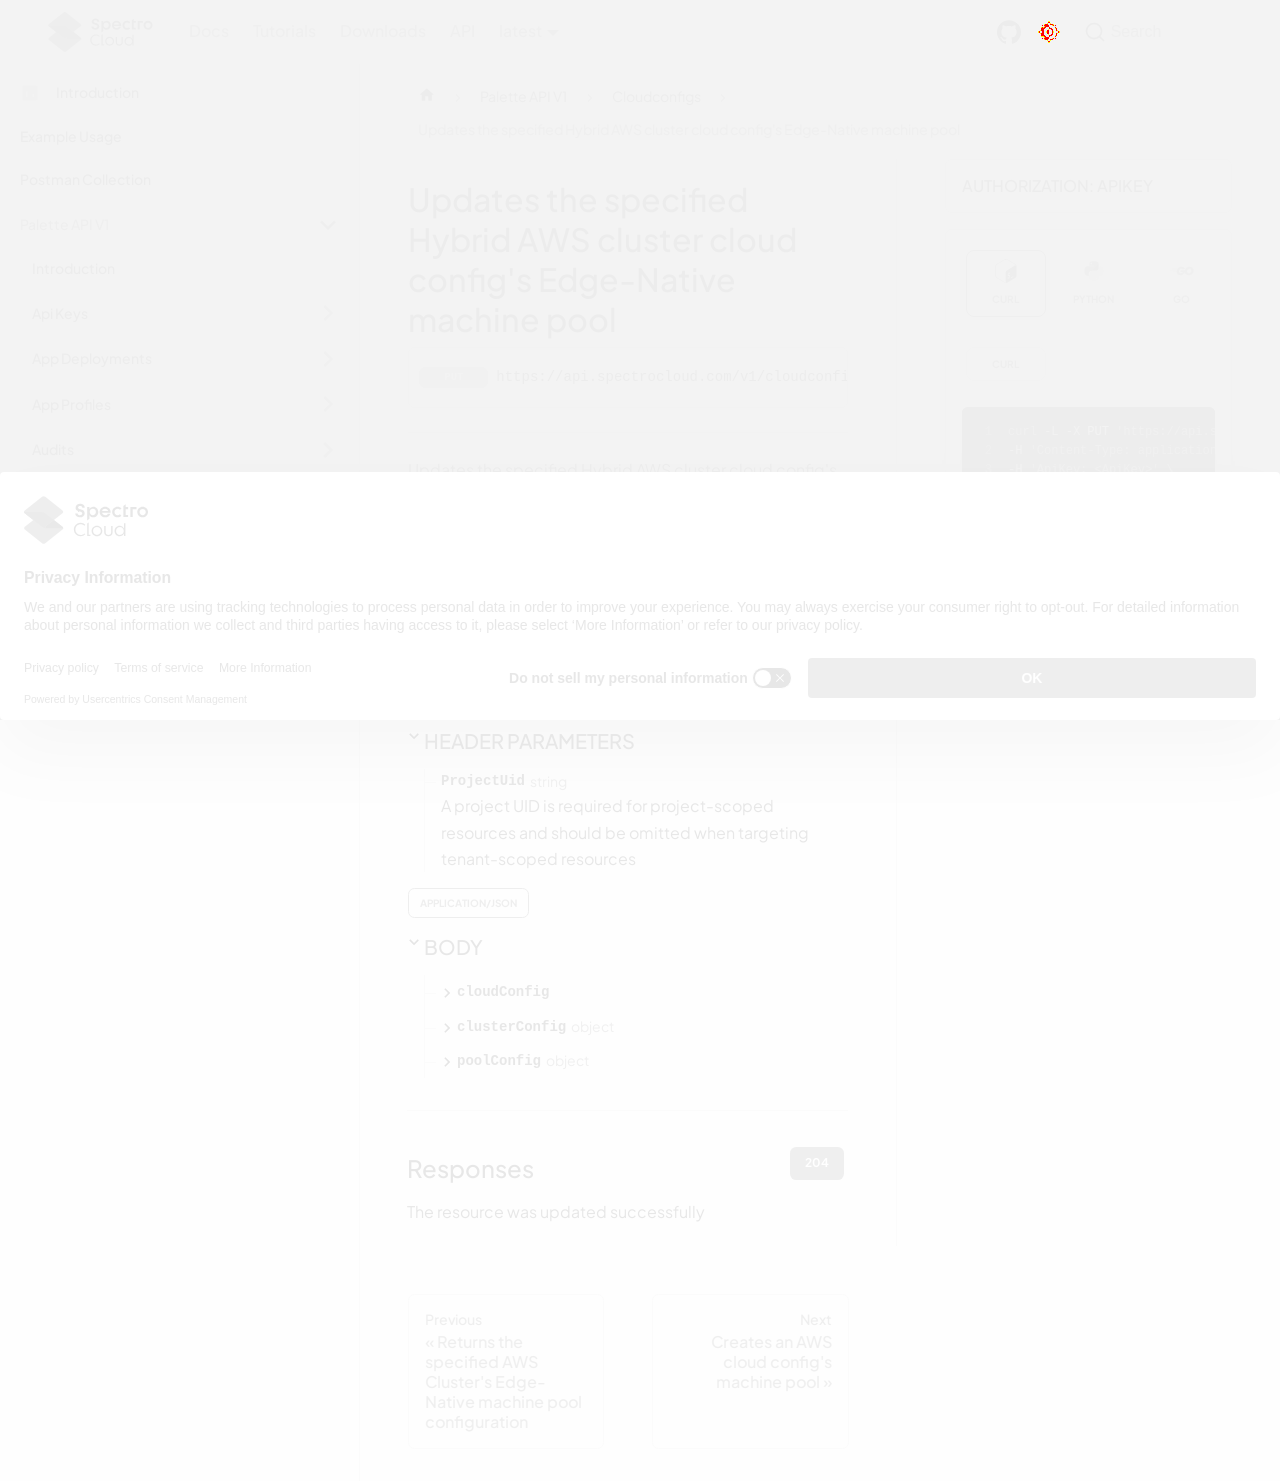 Spectro Cloud Docs Tutorials Downloads API latest Search
Introduction
Palette API V1
Cloudconfigs
Updates the specified Hybrid AWS cluster cloud config's Edge-Native machine pool
Example Usage
Postman Collection
Palette API V1
Introduction
Api Keys
App Deployments
App Profiles
Audits
Updates the specified
Hybrid AWS cluster cloud
config's Edge-Native
machine pool
https://api.spectrocloud.com/v1/cloudconfi
Updates the specified Hybrid AWS cluster cloud config's
AUTHORIZATION: APIKEY
CURL
PYTHON
GO
CURL
Spectro
Cloud
Privacy Information
We and our partners are using tracking technologies to process personal data in order to improve your experience. You may always exercise your consumer right to opt-out. For detailed information
about personal information we collect and third parties having access to it, please select 'More Information' or refer to our privacy policy.
Privacy policy Terms of service More Information
Powered by Usercentrics Consent Management
Do not sell my personal information
OK
HEADER PARAMETERS
ProjectUid string
A project UID is required for project-scoped
resources and should be omitted when targeting
tenant-scoped resources
APPLICATION/JSON
BODY
cloudConfig
clusterConfig object
poolConfig object
Responses
204
The resource was updated successfully
Previous
« Returns the
specified AWS
Cluster's Edge-
Native machine pool
configuration
Next
Creates an AWS
cloud config's
machine pool »